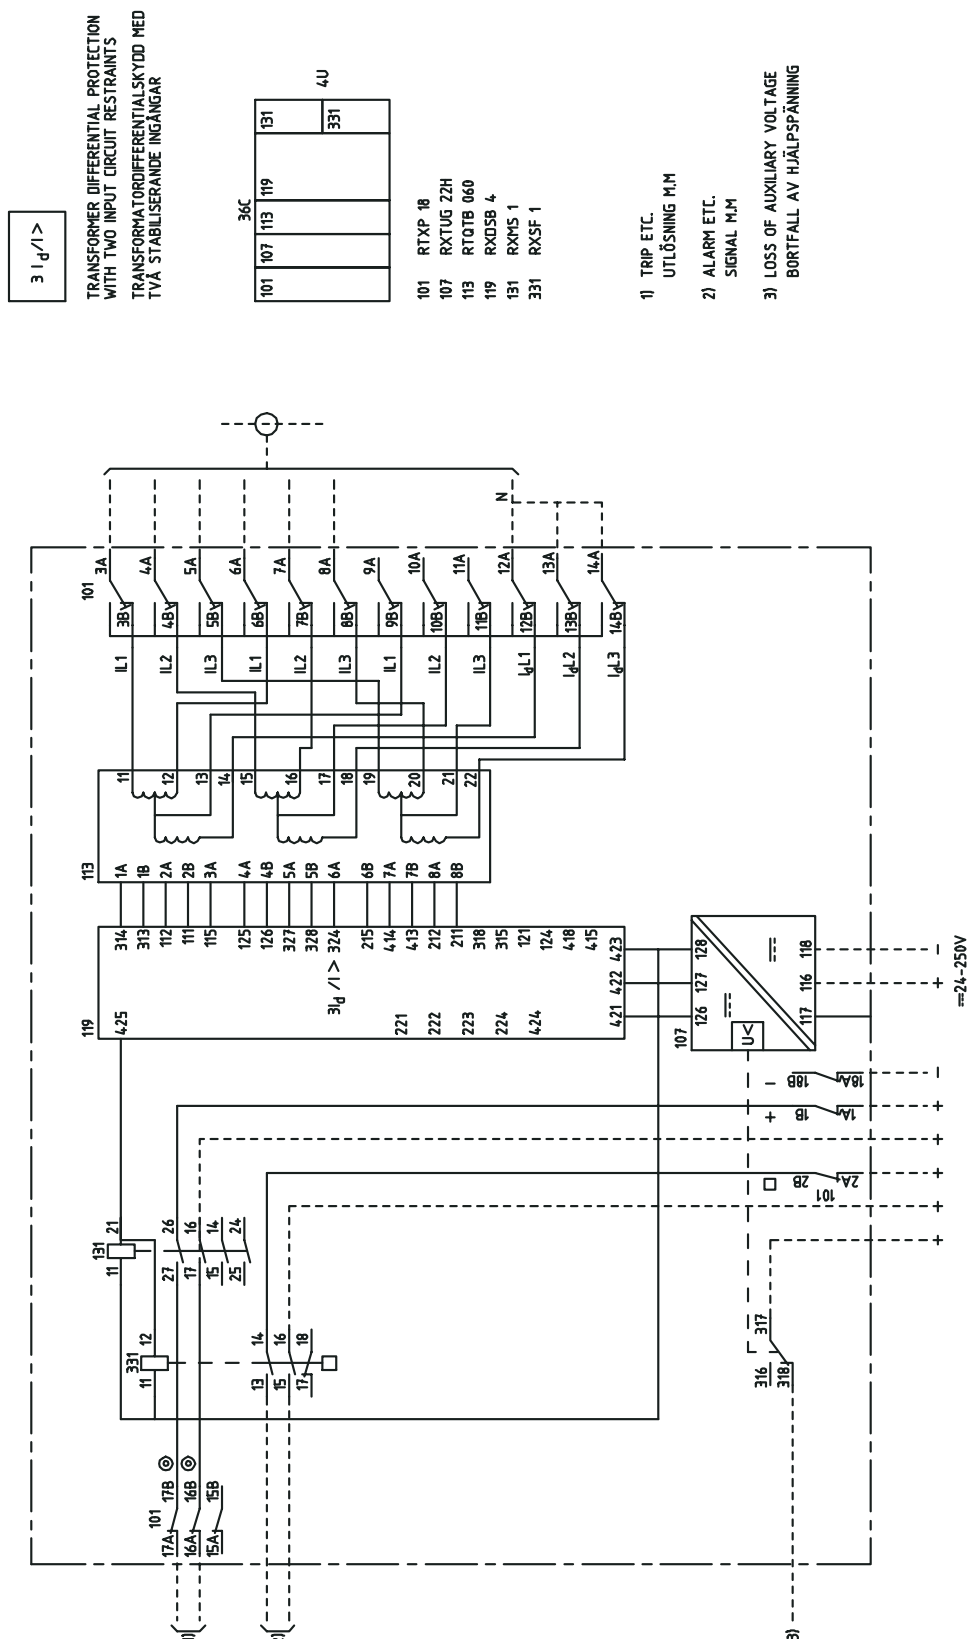 3 Id/I>
TRANSFORMER DIFFERENTIAL PROTECTION
WITH TWO INPUT CIRCUIT RESTRAINTS
TRANSFORMATORDIFFERENTIALSKYDD MED
TVÅ STABILISERANDE INGÅNGAR
36C
4U
101 107 113 119 131
331
101 RTXP 18
107 RXTUG 22H
113 RTQTB 060
119 RXDSB 4
131 RXMS 1
331 RXSF 1
1) TRIP ETC.
UTLÖSNING M.M
2) ALARM ETC.
SIGNAL M.M
3) LOSS OF AUXILIARY VOLTAGE
BORTFALL AV HJÄLPSPÄNNING
N
101
3A 4A 5A 6A 7A 8A 9A 10A 11A 12A 13A 14A
3B 4B 5B 6B 7B 8B 9B 10B 11B 12B 13B 14B
IL1 IL2 IL3 IL1 IL2 IL3 IL1 IL2 IL3 IdL1 IdL2 IdL3
11 12 13 14 15 16 17 18 19 20 21 22
113
1A 1B 2A 2B 3A 4A 4B 5A 5B 6A 6B 7A 7B 8A 8B
314 313 112 111 115 125 126 327 328 324 215 414 413 212 211 318 315 121 124 418 415
3Id /I>
119
425
221 222 223 224 424
423
422
421
107
128
127
126
U<
118
116
117
-
+
24-250V
- 18B 18A -
+ 1B 1A +
+
2B 2A +
101
+
+
131
21
11
26 16 14 24
27 17 15 25
331
12
11
14 16 18
13 15 17
317
316
318
101
17B 16B 15B
17A 16A 15A
1)
2)
3)